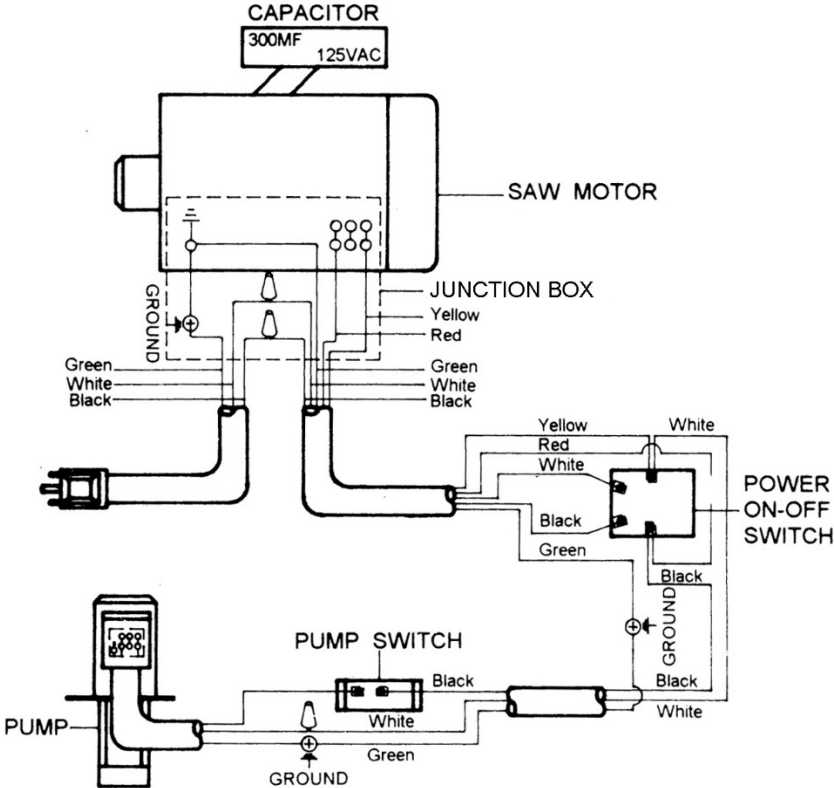 CAPACITOR
300MF
125VAC
SAW MOTOR
JUNCTION BOX
GROUND
Yellow
Red
Green
White
Black
Green
White
Black
Yellow
White
Red
White
POWER
ON-OFF
SWITCH
Black
Green
Black
GROUND
PUMP SWITCH
Black
Black
White
White
PUMP
Green
GROUND